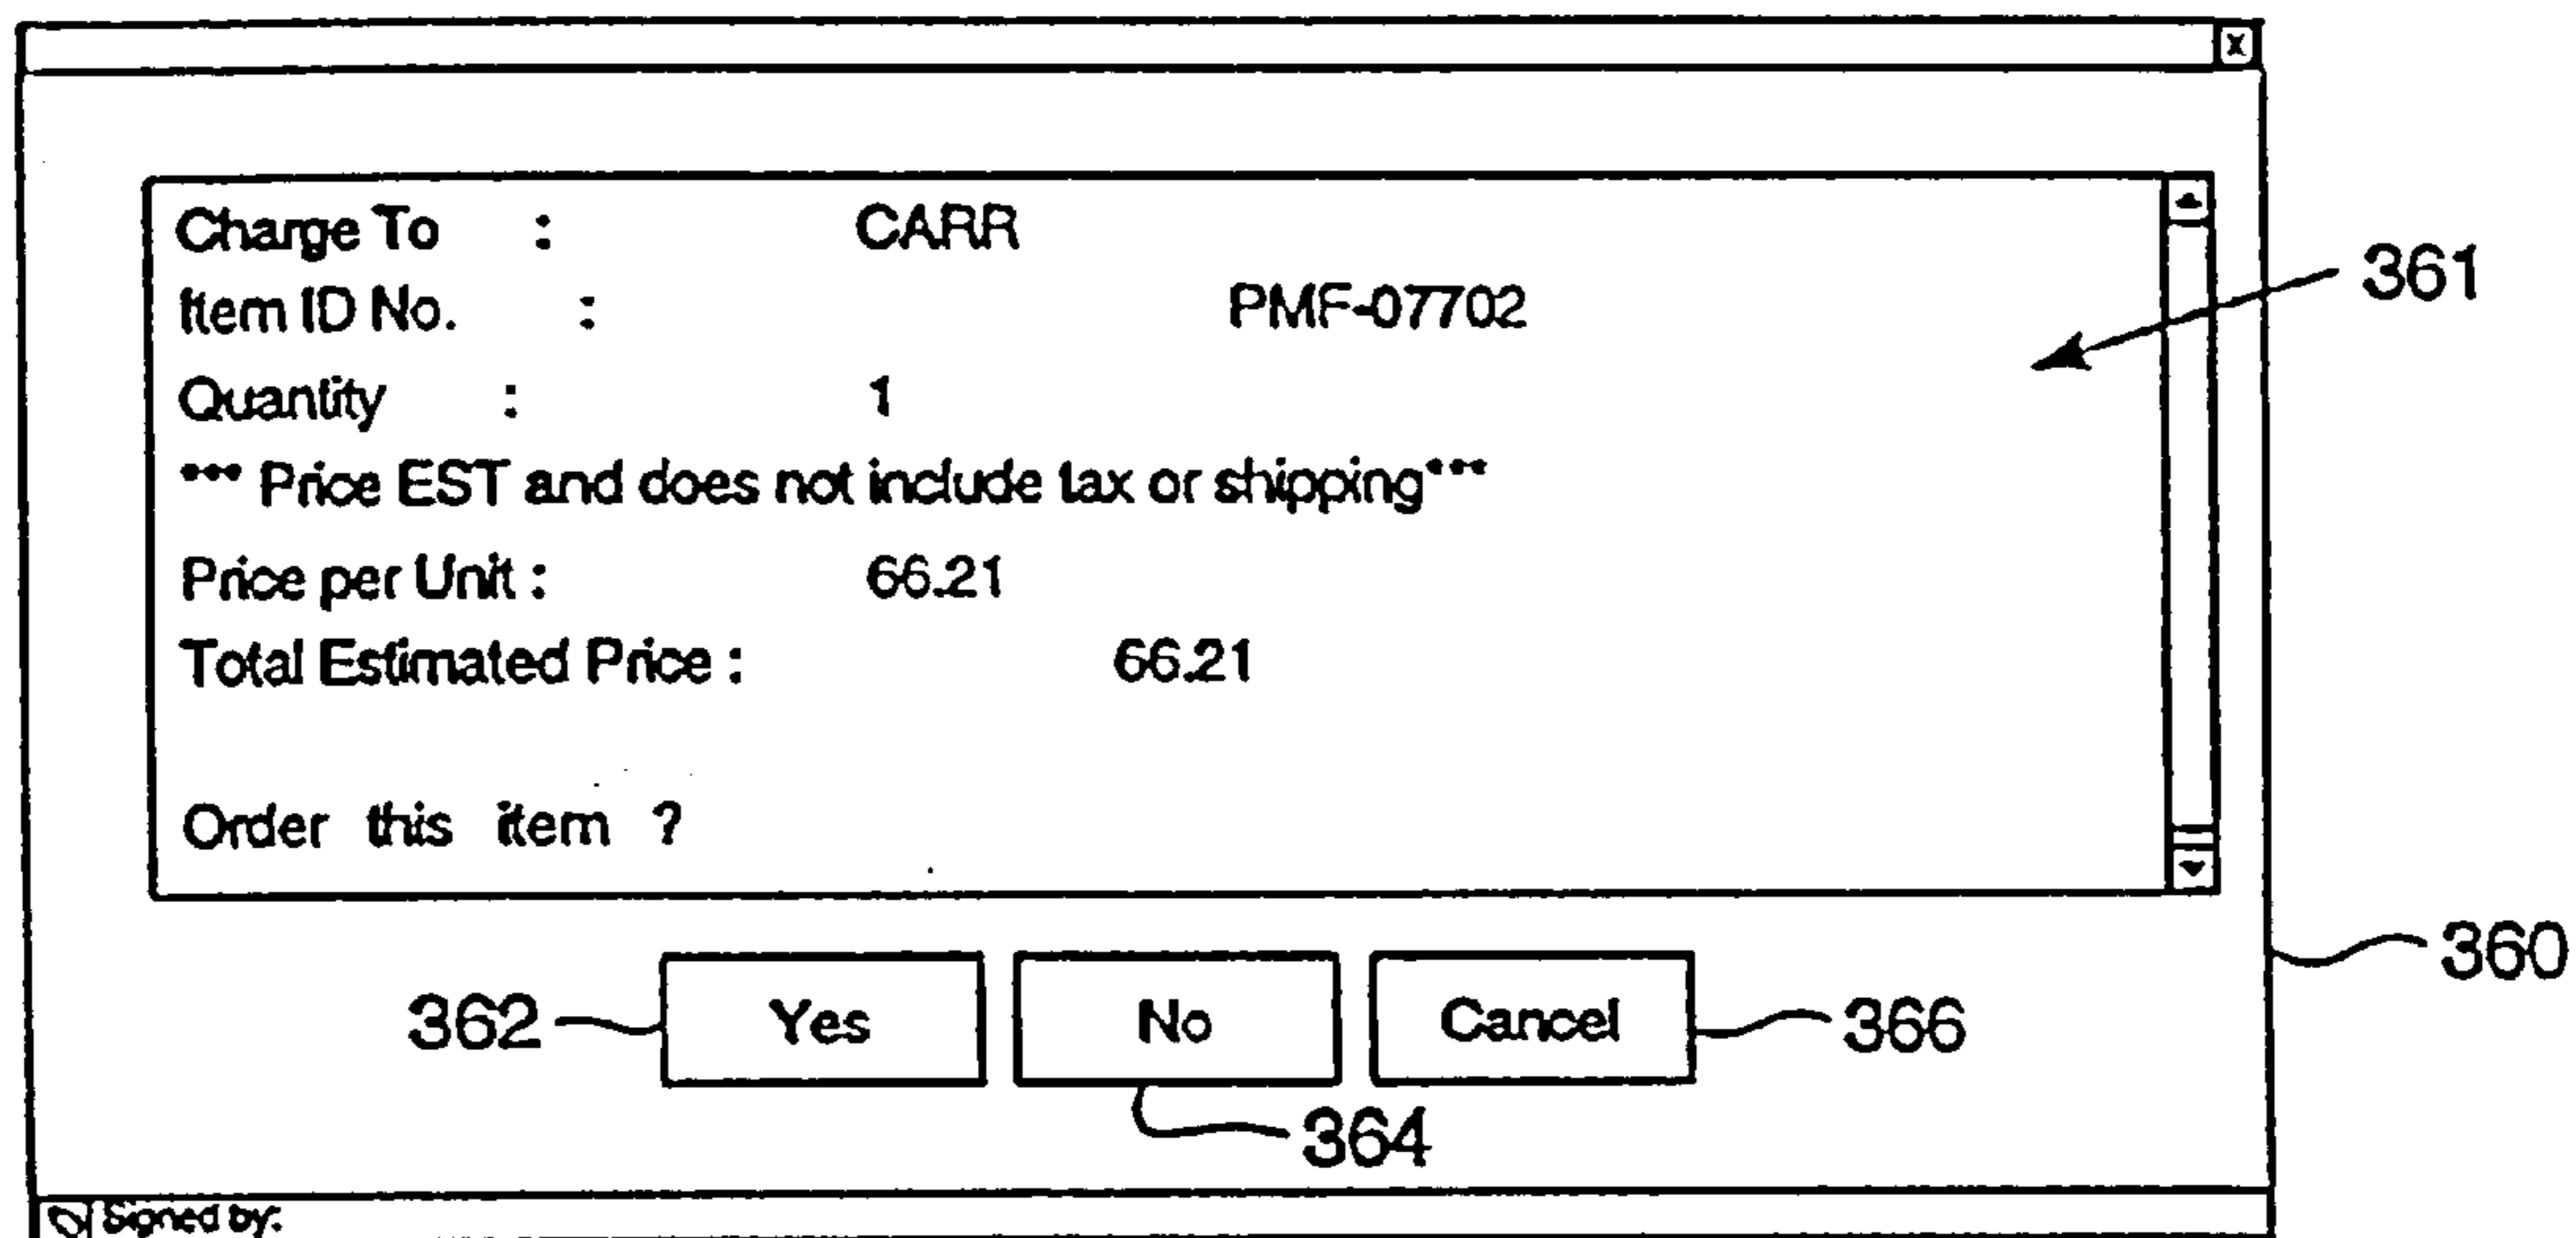 x
Charge To : CARR
Item ID No. : PMF-07702
Quantity : 1
*** Price EST and does not include tax or shipping***
Price per Unit : 66.21
Total Estimated Price : 66.21
Order this item ?
361
360
362
Yes
No
Cancel
366
364
Signed by: